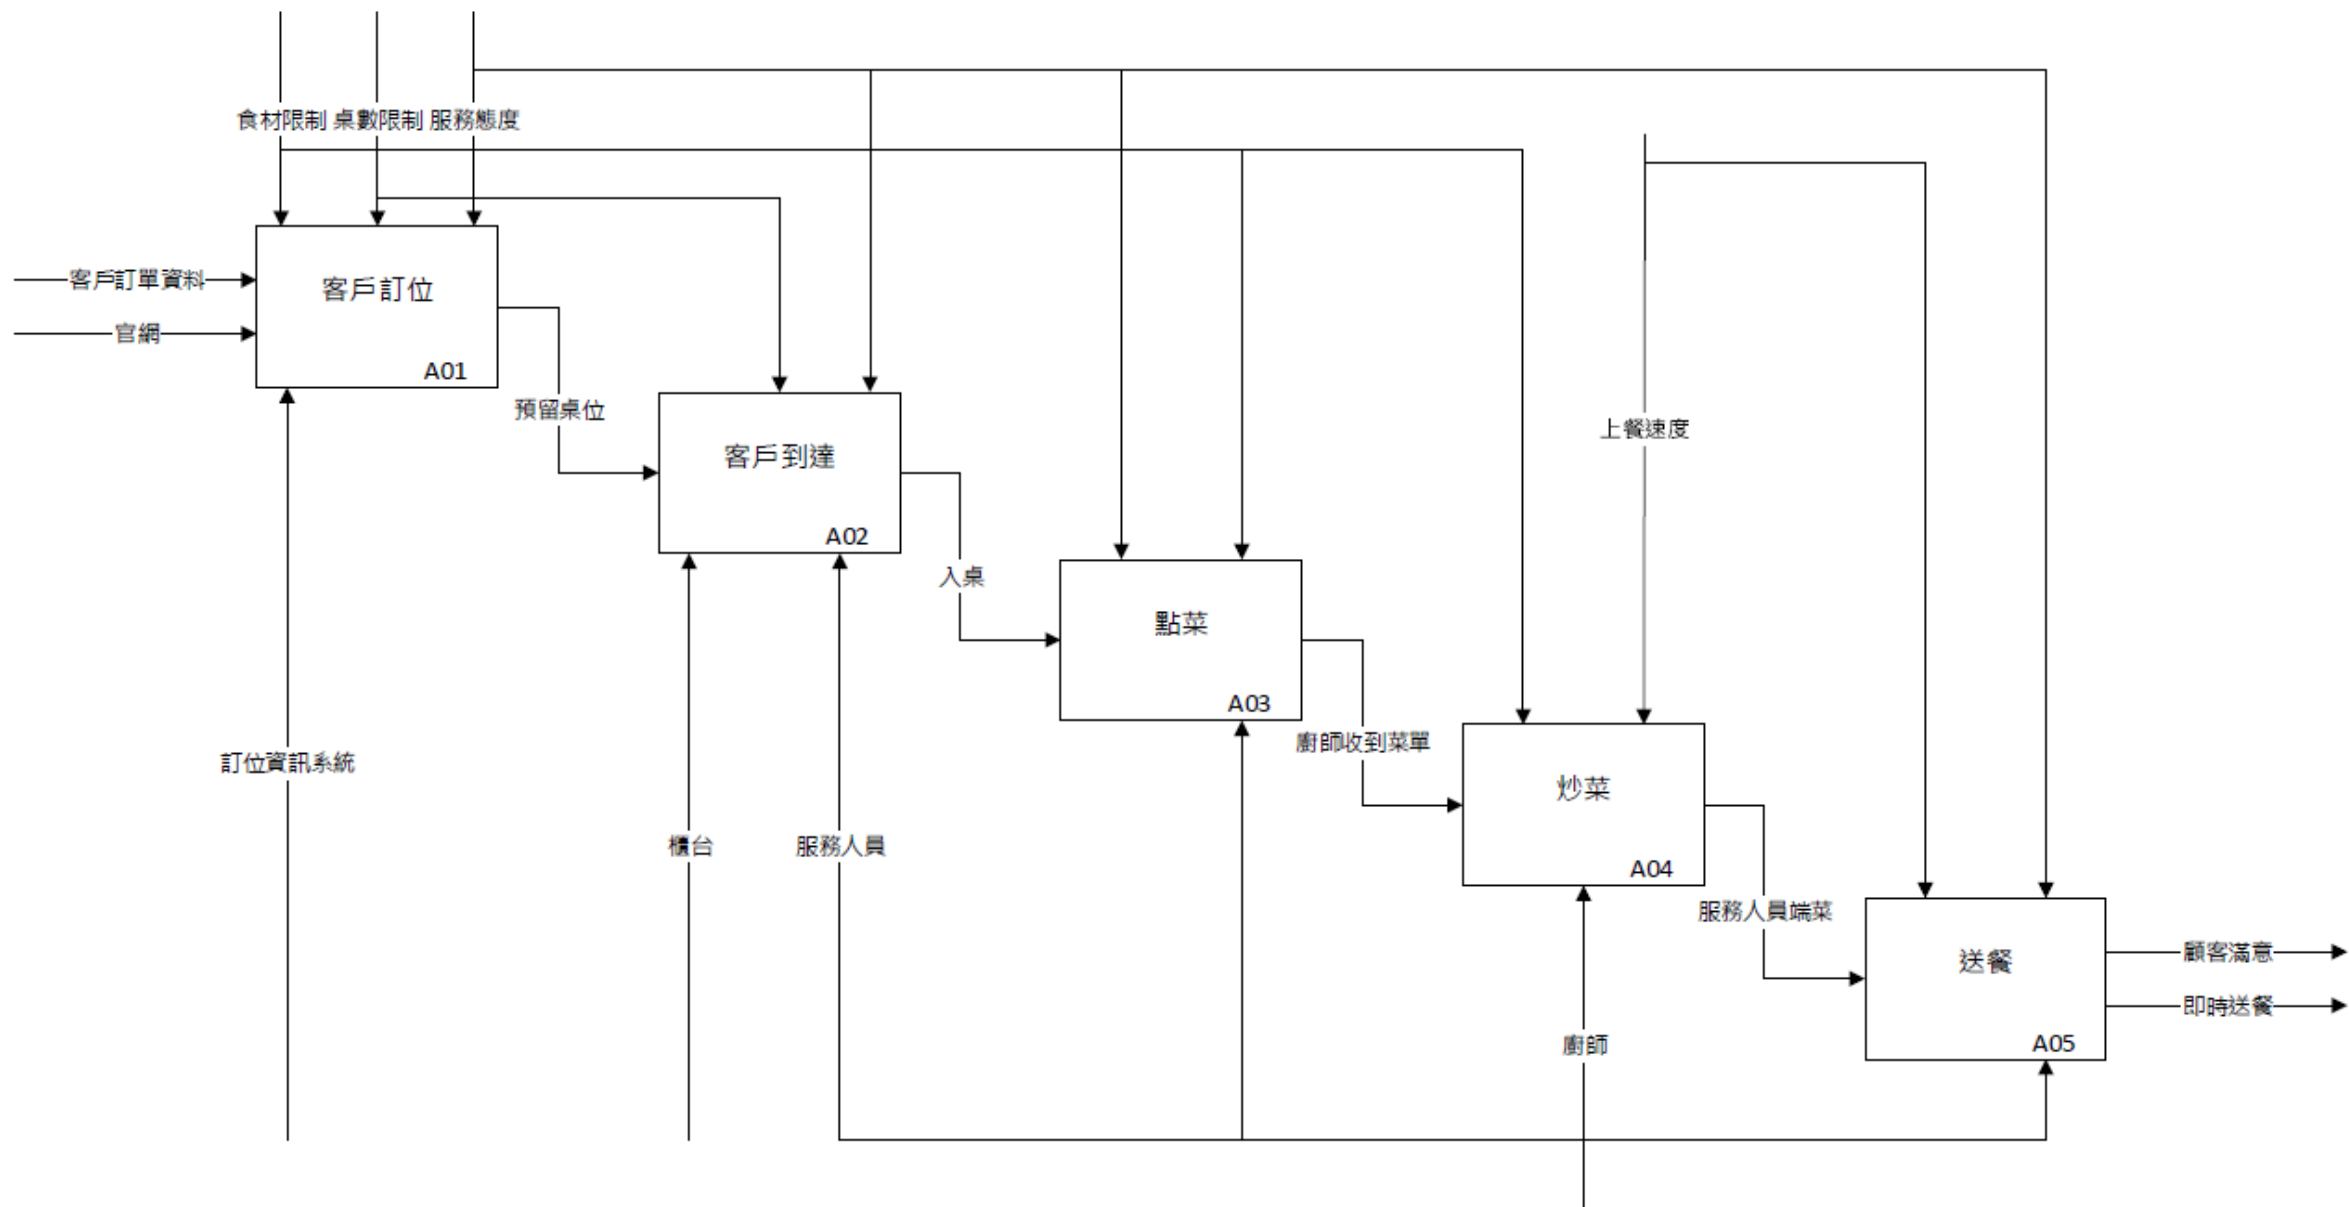 食材限制 桌數限制 服務態度
客戶訂單資料
官網
客戶訂位
A01
預留桌位
客戶到達
A02
上餐速度
入桌
點菜
A03
廚師收到菜單
訂位資訊系統
炒菜
A04
櫃台
服務人員
服務人員端菜
送餐
A05
顧客滿意
即時送餐
廚師